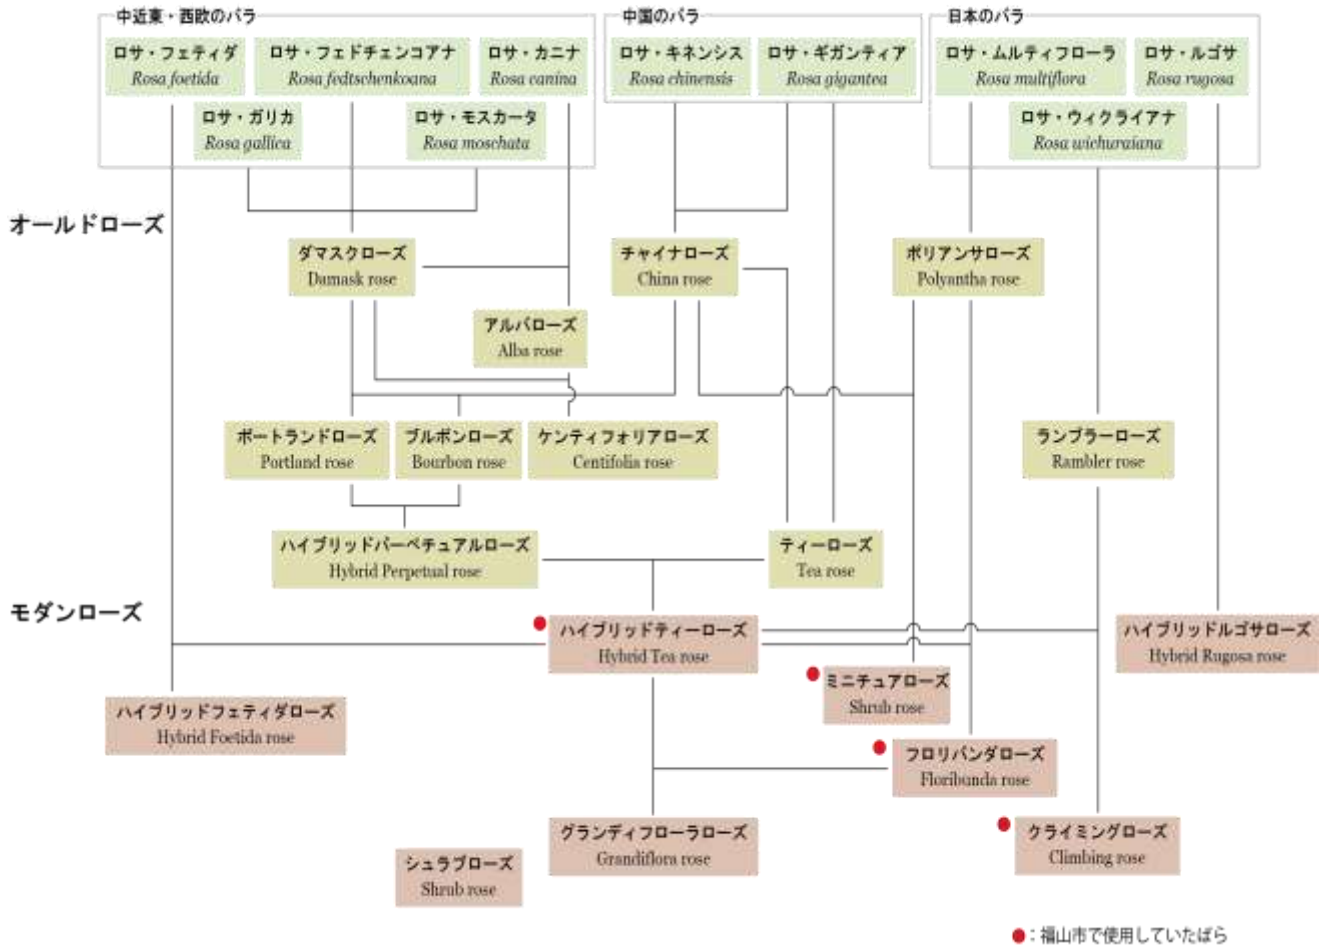 中近東・西欧のバラ
中国のバラ
日本のバラ
ロサ・フェティダ
Rosa foetida
ロサ・フェドチェンコアナ
Rosa fedtschenkoana
ロサ・カニナ
Rosa canina
ロサ・キネンシス
Rosa chinensis
ロサ・ギガンティア
Rosa gigantea
ロサ・ムルティフローラ
Rosa multiflora
ロサ・ルゴサ
Rosa rugosa
ロサ・ガリカ
Rosa gallica
ロサ・モスカータ
Rosa moschata
ロサ・ウィクライアナ
Rosa wichuraiana
オールドローズ
ダマスクローズ
Damask rose
チャイナローズ
China rose
ポリアンサローズ
Polyantha rose
アルバローズ
Alba rose
ポートランドローズ
Portland rose
ブルボンローズ
Bourbon rose
ケンティフォリアローズ
Centifolia rose
ランブラーローズ
Rambler rose
ハイブリッドパーペチュアルローズ
Hybrid Perpetual rose
ティーローズ
Tea rose
モダンローズ
ハイブリッドティーローズ
Hybrid Tea rose
ハイブリッドルゴサローズ
Hybrid Rugosa rose
ミニチュアローズ
Shrub rose
ハイブリッドフェティダローズ
Hybrid Foetida rose
フロリバンダローズ
Floribunda rose
グランディフローラローズ
Grandiflora rose
クライミングローズ
Climbing rose
シュラブローズ
Shrub rose
●：福山市で使用していたばら